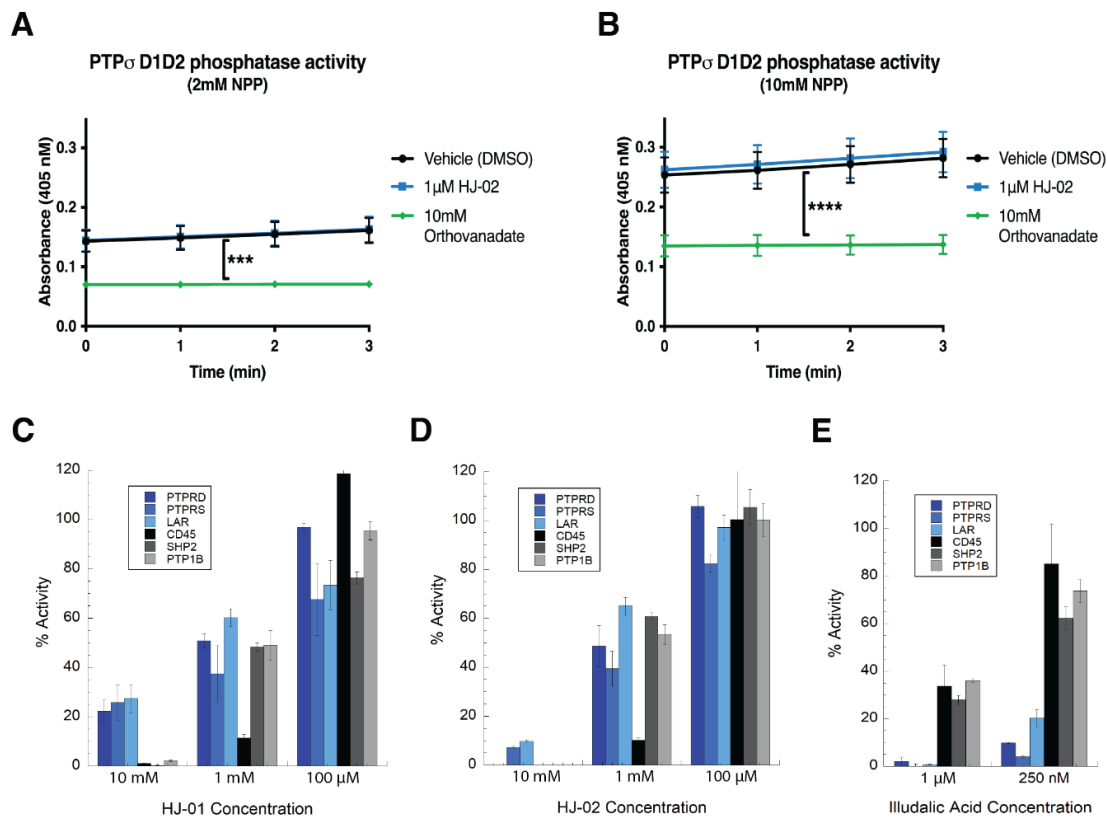 A
PTPσ D1D2 phosphatase activity
(2mM NPP)
Absorbance (405 nM)
0.3
0.2
0.1
0.0
0 1 2 3
Time (min)
***
Vehicle (DMSO)
1µM HJ-02
10mM
Orthovanadate
B
PTPσ D1D2 phosphatase activity
(10mM NPP)
Absorbance (405 nM)
0.3
0.2
0.1
0.0
0 1 2 3
Time (min)
****
Vehicle (DMSO)
1µM HJ-02
10mM
Orthovanadate
C
% Activity
120
100
80
60
40
20
0
PTPRD
PTPRS
LAR
CD45
SHP2
PTP1B
10 mM 1 mM 100 µM
HJ-01 Concentration
D
% Activity
120
100
80
60
40
20
0
PTPRD
PTPRS
LAR
CD45
SHP2
PTP1B
10 mM 1 mM 100 µM
HJ-02 Concentration
E
% Activity
120
100
80
60
40
20
0
PTPRD
PTPRS
LAR
CD45
SHP2
PTP1B
1 µM 250 nM
Illudalic Acid Concentration